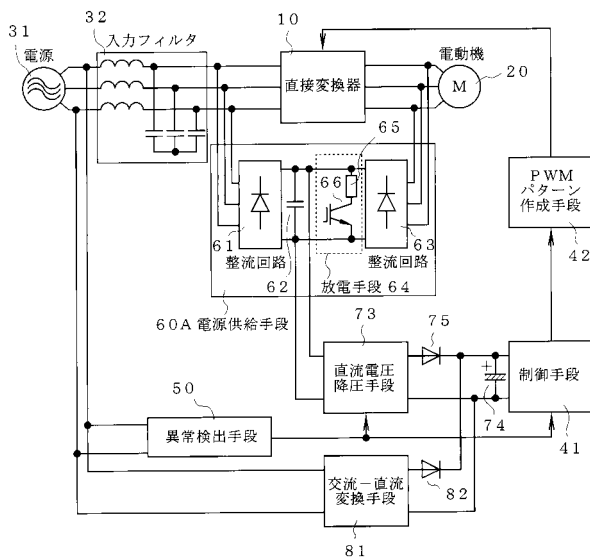 31
電源
32
入力フィルタ
10
直接変換器
電動機
M
20
65
66
61
整流回路
62
63
整流回路
放電手段 64
60A 電源供給手段
PWM
パターン
作成手段
42
73
直流電圧
降圧手段
75
+
74
制御手段
41
50
異常検出手段
交流－直流
変換手段
81
82